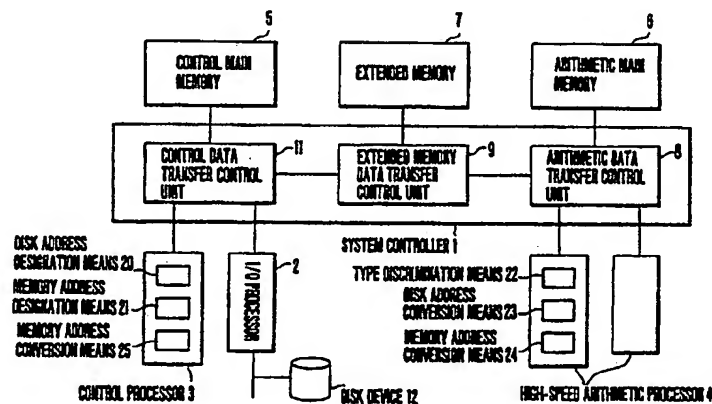 5
7
6
CONTROL MAIN
MEMORY
EXTENDED MEMORY
ARITHMETIC MAIN
MEMORY
11
9
8
CONTROL DATA
TRANSFER CONTROL
UNIT
EXTENDED MEMORY
DATA TRANSFER
CONTROL UNIT
ARITHMETIC DATA
TRANSFER CONTROL
UNIT
SYSTEM CONTROLLER 1
DISK ADDRESS
DESIGNATION MEANS 20
MEMORY ADDRESS
DESIGNATION MEANS 21
MEMORY ADDRESS
CONVERSION MEANS 25
CONTROL PROCESSOR 3
2
I/O PROCESSOR
DISK DEVICE 12
TYPE DISCRIMINATION MEANS 22
DISK ADDRESS
CONVERSION MEANS 23
MEMORY ADDRESS
CONVERSION MEANS 24
HIGH-SPEED ARITHMETIC PROCESSOR 4